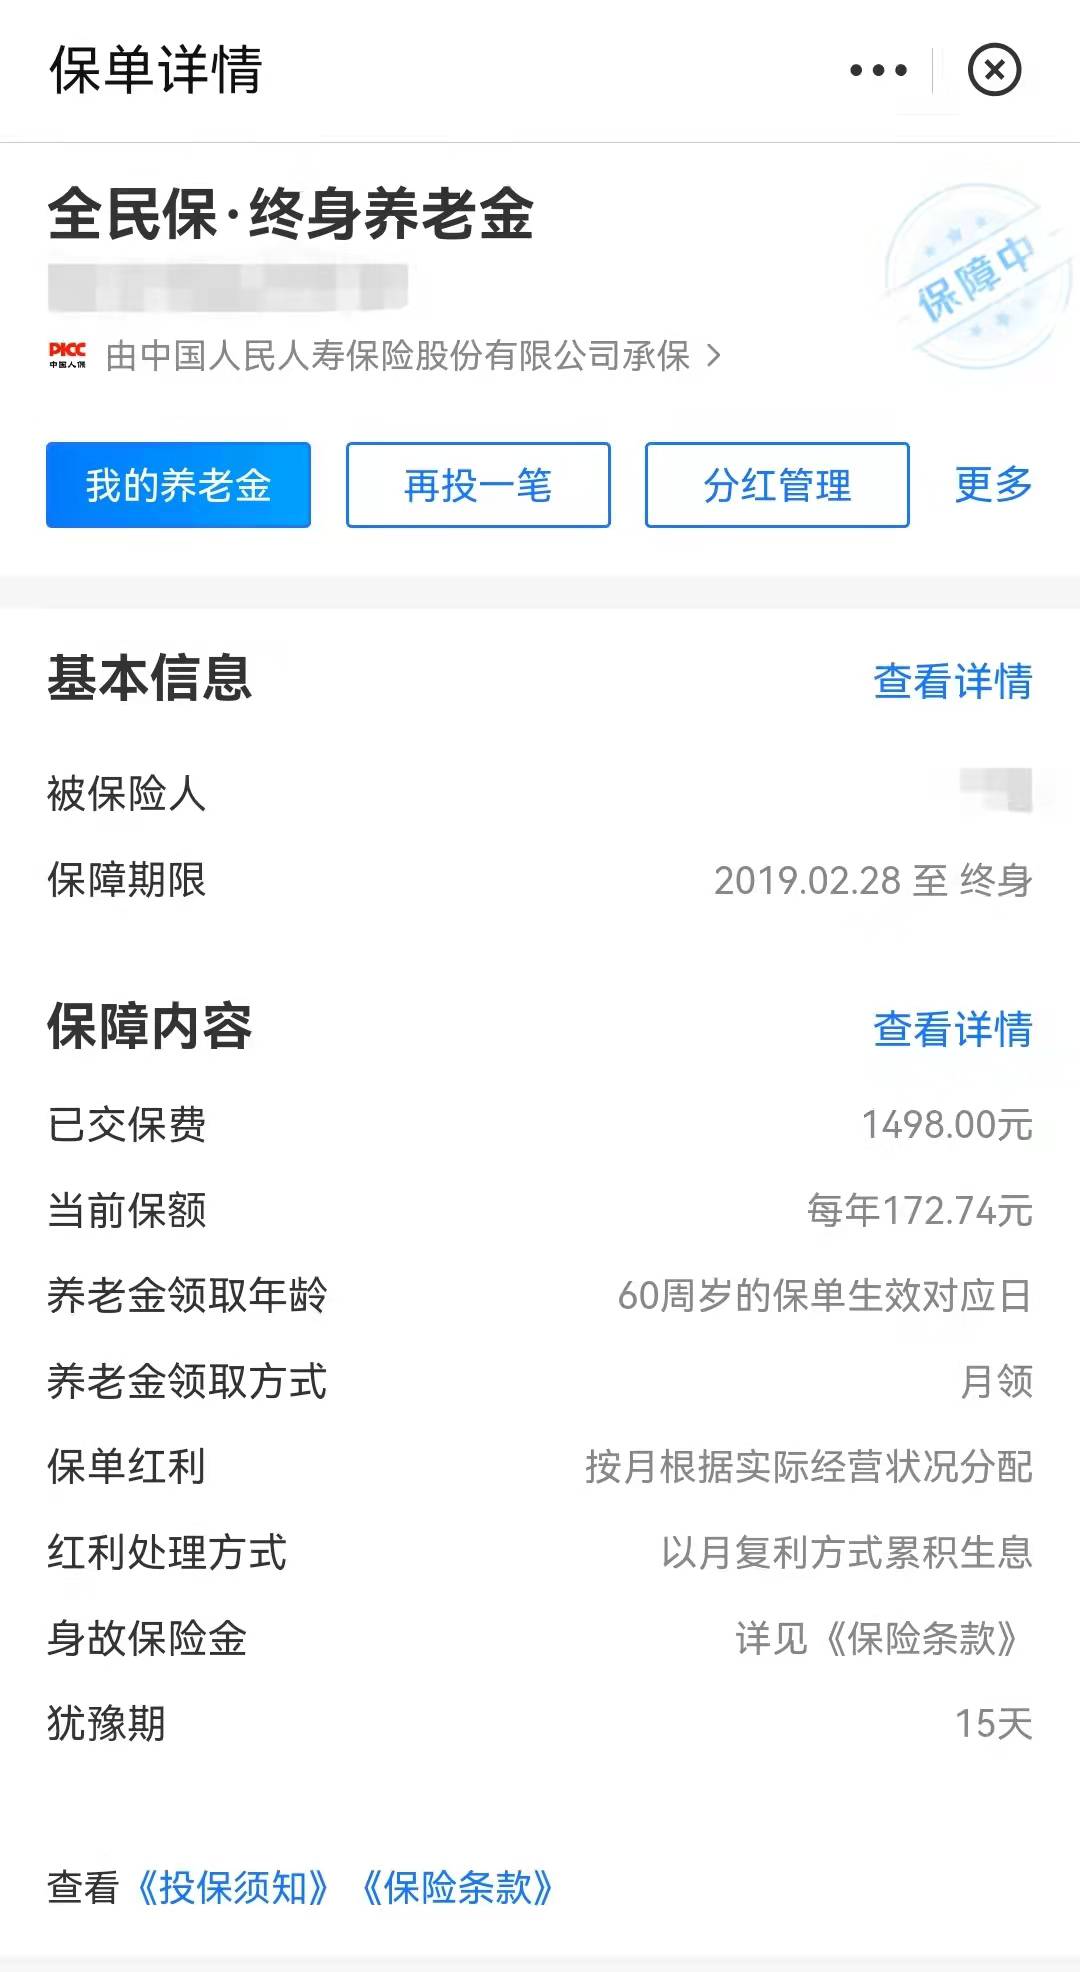 保单详情
全民保·终身养老金
保障中
PICC
中国人保
由中国人民人寿保险股份有限公司承保
我的养老金 再投一笔 分红管理 更多
基本信息 查看详情
被保险人
保障期限 2019.02.28 至 终身
保障内容 查看详情
已交保费 1498.00元
当前保额 每年172.74元
养老金领取年龄 60周岁的保单生效对应日
养老金领取方式 月领
保单红利 按月根据实际经营状况分配
红利处理方式 以月复利方式累积生息
身故保险金 详见《保险条款》
犹豫期 15天
查看《投保须知》《保险条款》